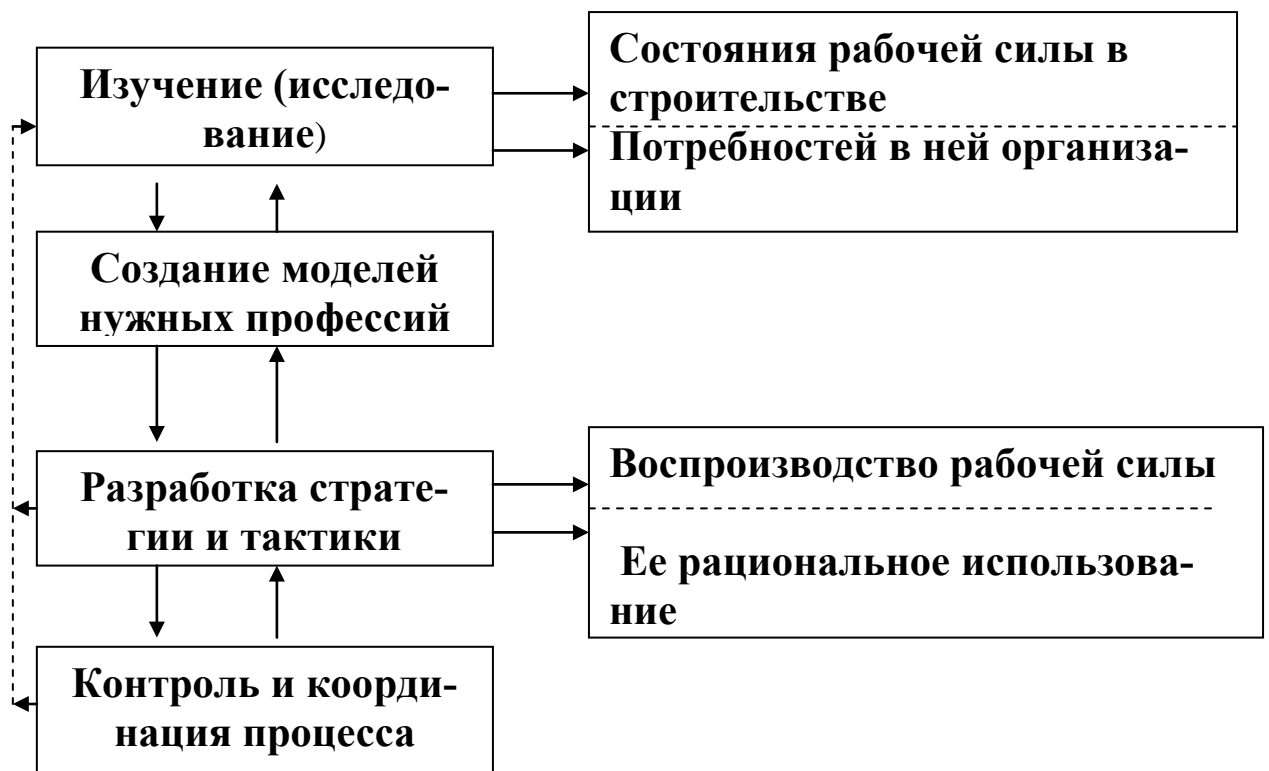 Изучение (исследо-
вание)
Состояния рабочей силы в
строительстве
Потребностей в ней организа-
ции
Создание моделей
нужных профессий
Разработка страте-
гии и тактики
Воспроизводство рабочей силы
Ее рациональное использова-
ние
Контроль и коорди-
нация процесса